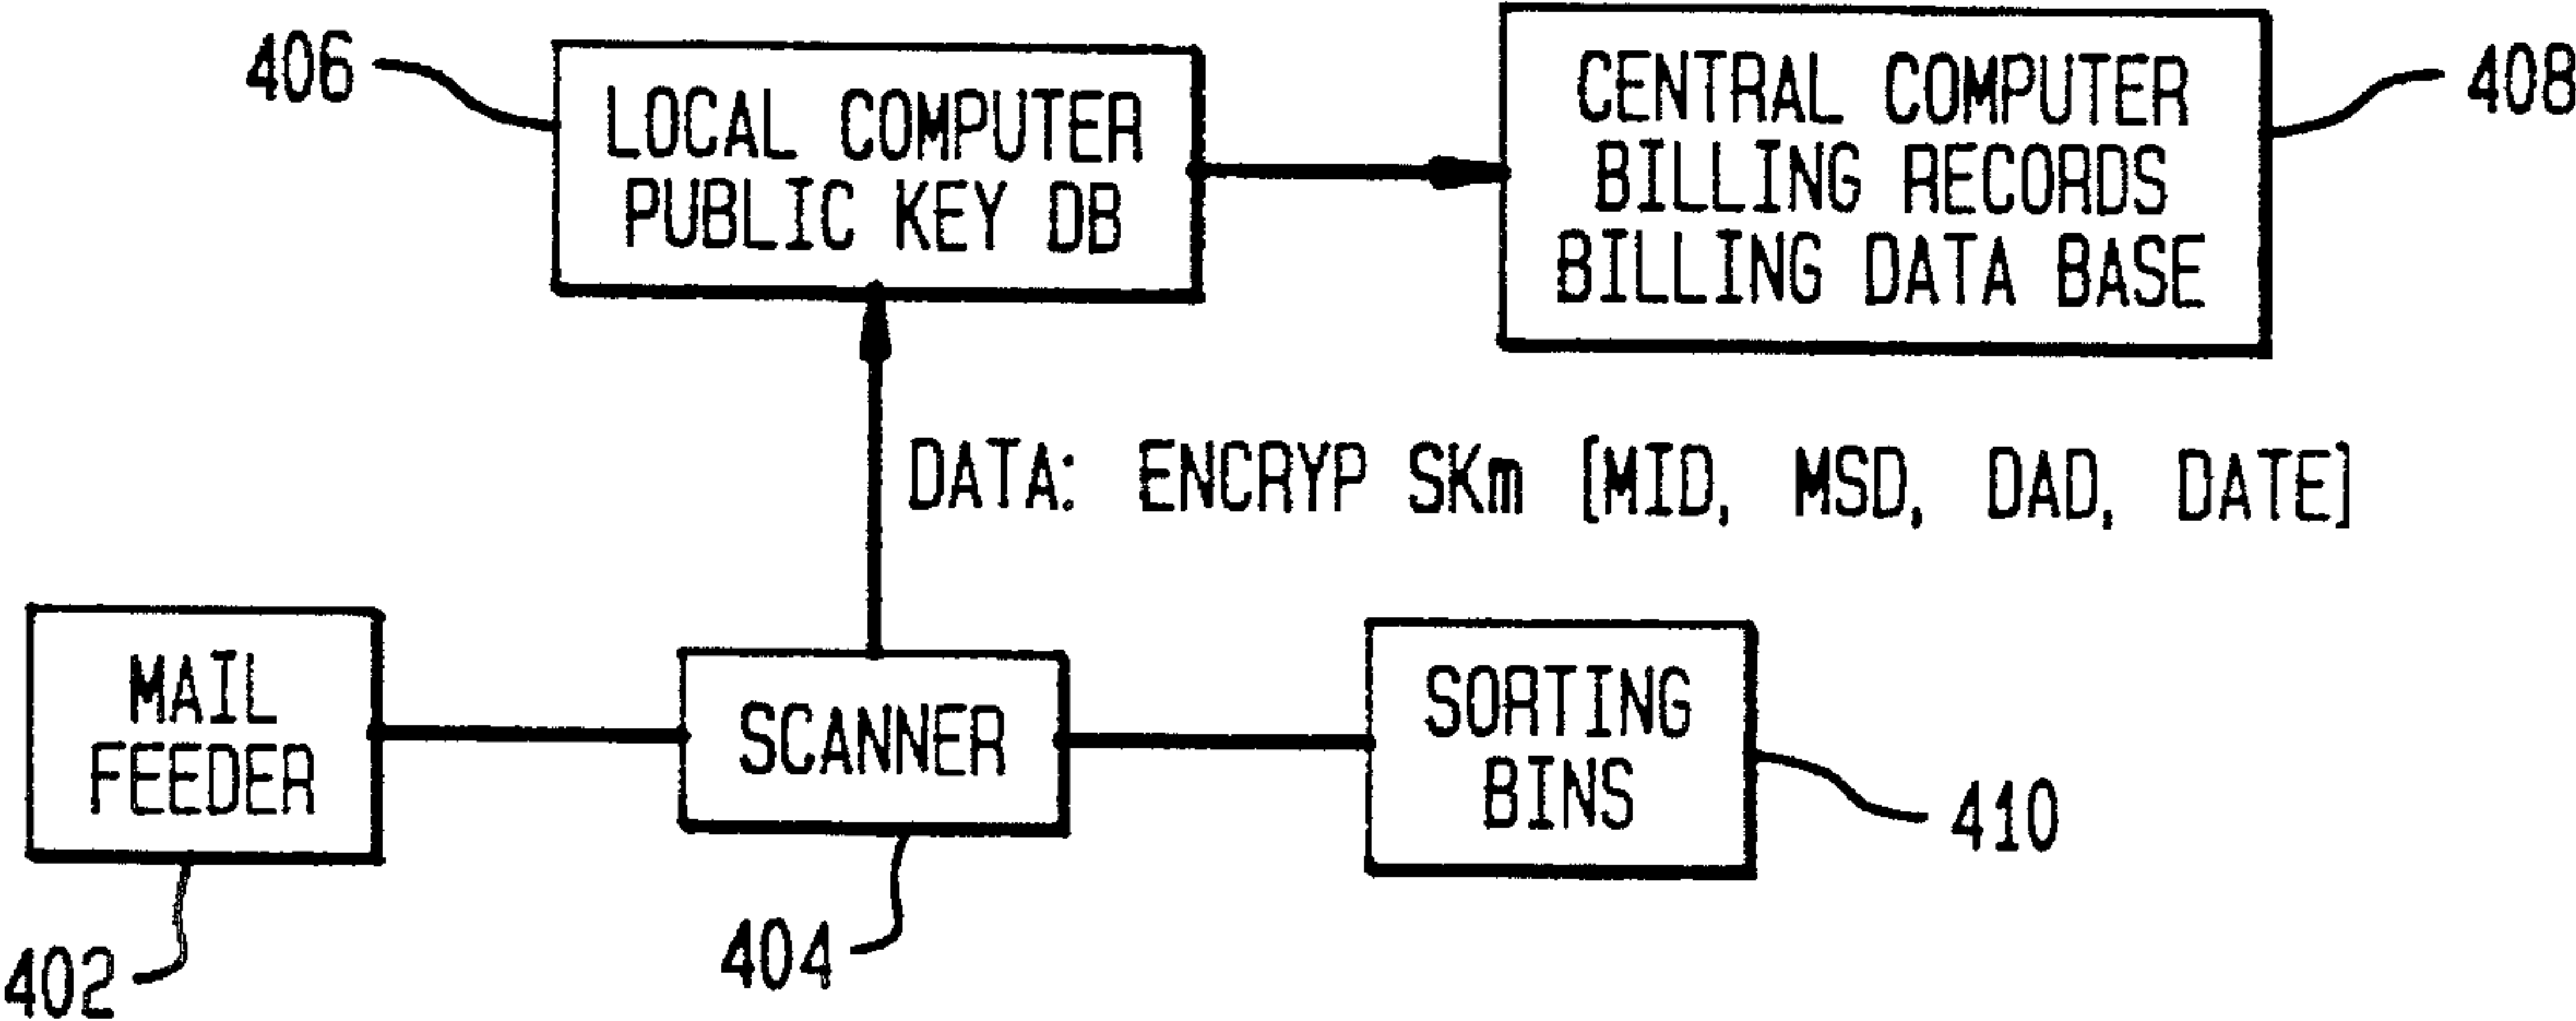 406
LOCAL COMPUTER
PUBLIC KEY DB
CENTRAL COMPUTER
BILLING RECORDS
BILLING DATA BASE
408
DATA: ENCRYP SKm [MID, MSD, DAD, DATE]
MAIL
FEEDER
402
SCANNER
404
SORTING
BINS
410